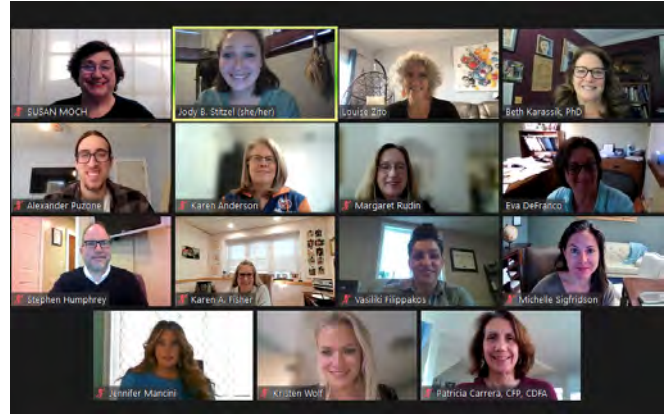 SUSAN MOCH
Jody B. Stitzel (she/her)
Louise Zito
Beth Karassik, PhD
Alexander Puzone
Karen Anderson
Margaret Rudin
Eva DeFranco
Stephen Humphrey
Karen A. Fisher
Vasiliki Filippakos
Michelle Sigfridson
Jennifer Mancini
Kristen Wolf
Patricia Carrera, CFP, CDFA